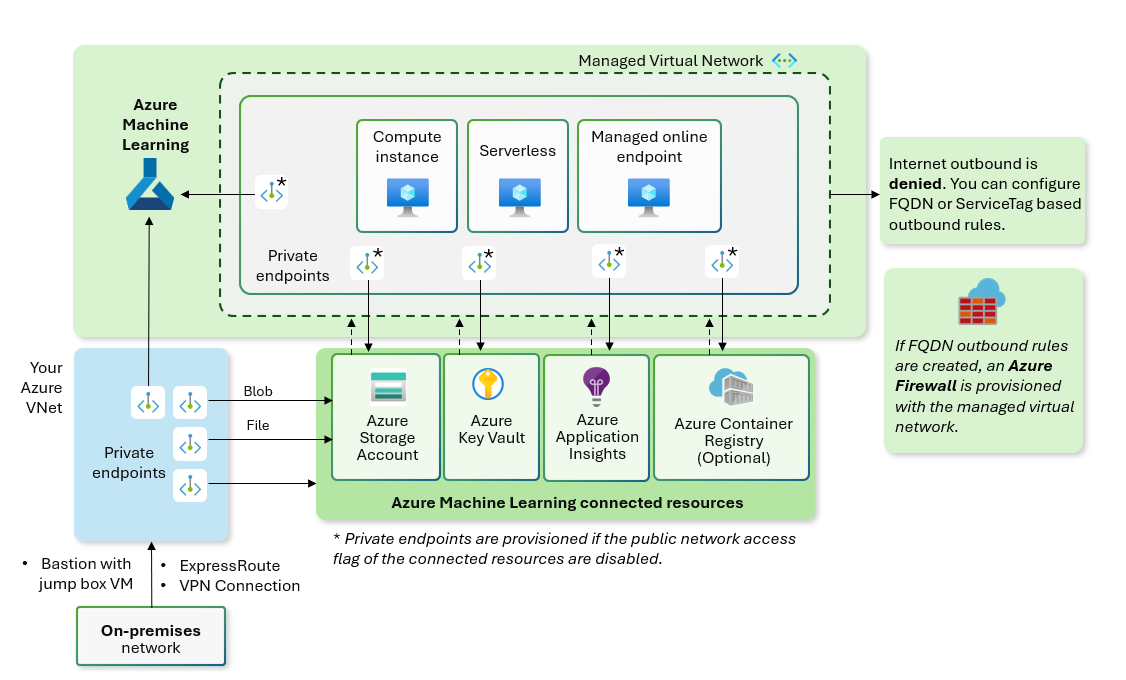 Managed Virtual Network
Azure
Machine
Learning
*
Compute
instance
Serverless
Managed online
endpoint
Private
endpoints
*
*
*
*
Internet outbound is
denied. You can configure
FQDN or ServiceTag based
outbound rules.
If FQDN outbound rules
are created, an Azure
Firewall is provisioned
with the managed virtual
network.
Your
Azure
VNet
Private
endpoints
Blob
File
Azure
Storage
Account
Azure
Key Vault
Azure
Application
Insights
Azure Container
Registry
(Optional)
Azure Machine Learning connected resources
* Private endpoints are provisioned if the public network access
flag of the connected resources are disabled.
• Bastion with
jump box VM
• ExpressRoute
• VPN Connection
On-premises
network